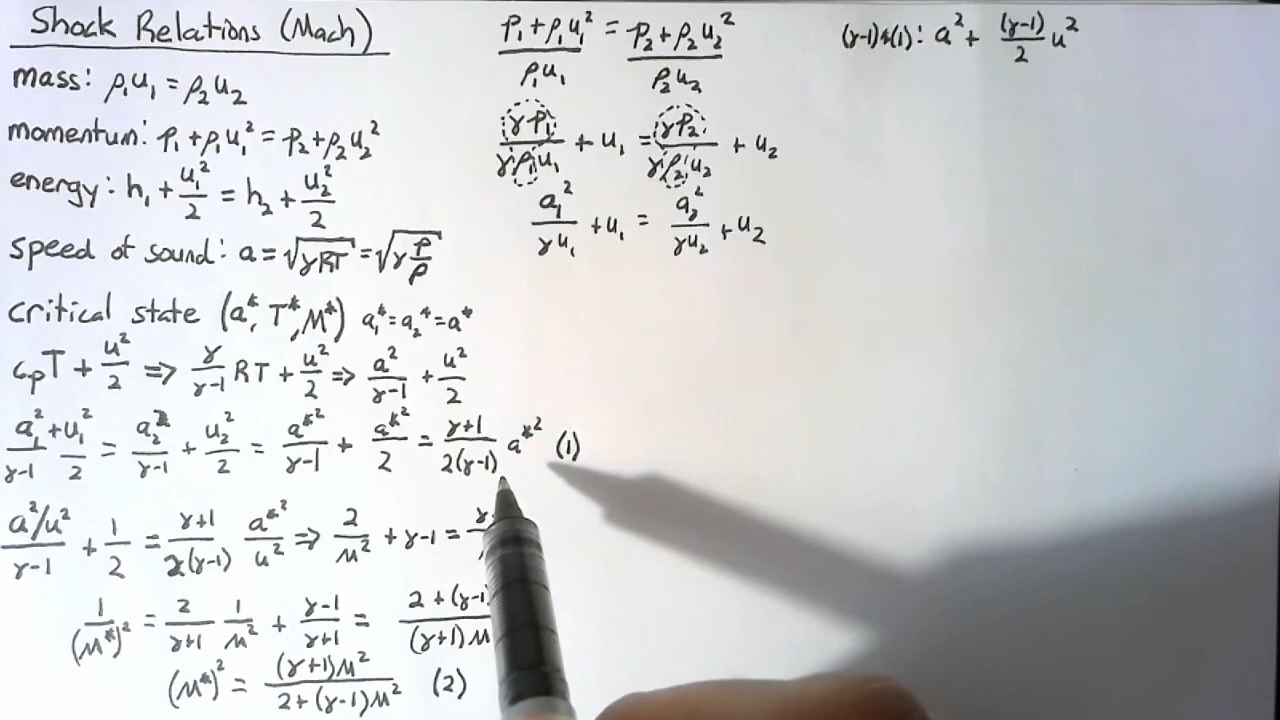 Shock Relations (Mach)
mass: ρ₁u₁ = ρ₂u₂
momentum: p₁ + ρ₁u₁² = p₂ + ρ₂u₂²
energy: h₁ + u₁²/2 = h₂ + u₂²/2
speed of sound: a = √(γRT) = √(γ p/ρ)
critical state (a*, T*, M*) a₁* = a₂* = a*
cₚT + u²/2 => γ/(γ-1) RT + u²/2 => a²/(γ-1) + u²/2
a₁²/(γ-1) + u₁²/2 = a₂²/(γ-1) + u₂²/2 = a*²/(γ-1) + a*²/2 = (γ+1)/(2(γ-1)) a*² (1)
(a²/u²)/(γ-1) + 1/2 = (γ+1)/(2(γ-1)) a*²/u² => 2/M² + γ-1 =
1/(M*)² = 2/(γ+1) 1/M² + (γ-1)/(γ+1) = (2 + (γ-1)/((γ+1)M
(M*)² = (γ+1)M²/(2+(γ-1)M²) (2)
(p₁ + ρ₁u₁²)/(ρ₁u₁) = (p₂ + ρ₂u₂²)/(ρ₂u₂)
γp₁/(γρ₁u₁) + u₁ = γp₂/(γρ₂u₂) + u₂
a₁²/(γu₁) + u₁ = a₂²/(γu₂) + u₂
(γ-1)*(1): a² + (γ-1)/2 u²